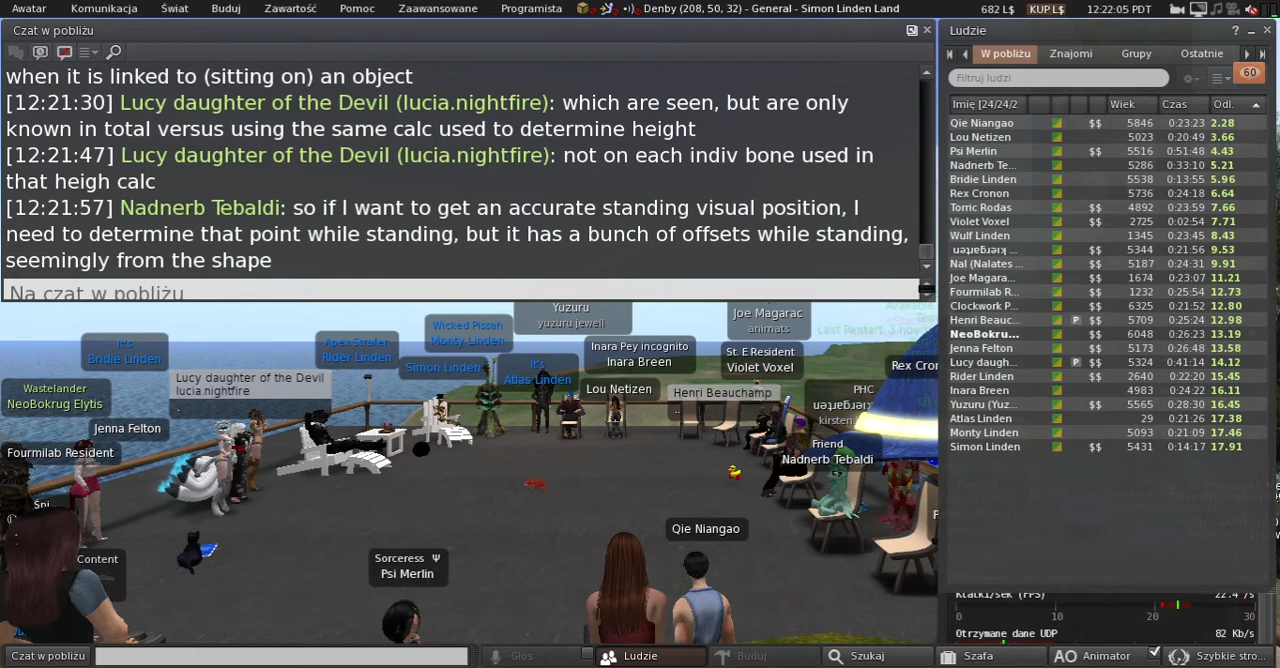 Awatar Komunikacja Świat Buduj Zawartość Pomoc Zaawansowane Programista Denby (208, 50, 32) - General - Simon Linden Land 682 L$ KUP L$ 12:22:05 PDT
Czat w pobliżu
when it is linked to (sitting on) an object
[12:21:30] Lucy daughter of the Devil (lucia.nightfire): which are seen, but are only
known in total versus using the same calc used to determine height
[12:21:47] Lucy daughter of the Devil (lucia.nightfire): not on each indiv bone used in
that heigh calc
[12:21:57] Nadnerb Tebaldi: so if I want to get an accurate standing visual position, I
need to determine that point while standing, but it has a bunch of offsets while standing,
seemingly from the shape
Na czat w pobliżu
Ludzie
W pobliżu Znajomi Grupy Ostatnie
Filtruj ludzi
60
Imię [24/24/2 Wiek Czas Odl.
Qie Niangao $$ 5846 0:23:23 2.28
Lou Netizen 5023 0:20:49 3.66
Psi Merlin $$ 5516 0:51:48 4.43
Nadnerb Te... 5286 0:33:10 5.21
Bridie Linden 5538 0:13:55 5.96
Rex Cronon 5736 0:24:18 6.64
Torric Rodas $$ 4892 0:23:59 7.66
Violet Voxel $$ 2725 0:02:54 7.71
Wulf Linden 1345 0:23:45 8.43
$$ 5344 0:21:56 9.53
Nal (Nalates ... $$ 5187 0:24:31 9.91
Joe Magara... $$ 1674 0:23:07 11.21
Fourmilab R... $$ 1232 0:25:54 12.73
Clockwork P... $$ 6325 0:21:52 12.80
Henri Beauc... P $$ 5709 0:25:24 12.98
NeoBokru... $$ 6048 0:26:23 13.19
Jenna Felton $$ 5173 0:26:48 13.58
Lucy daugh... P $$ 5324 0:41:14 14.12
Rider Linden $$ 2640 0:22:20 15.45
Inara Breen 4983 0:24:22 16.11
Yuzuru (Yuz... $$ 5565 0:28:30 16.45
Atlas Linden 29 0:21:26 17.38
Monty Linden 5093 0:21:09 17.46
Simon Linden $$ 5431 0:14:17 17.91
Yuzuru
yuzuru jewell
Joe Magarac
animats
Last Restart
Wicked Pissah
Monty Linden
It's
Bridie Linden
Apex Strafer
Rider Linden
Simon Linden
It's
Atlas Linden
Inara Pey incognito
Inara Breen
St. E Resident
Violet Voxel
Rex Cro
Lucy daughter of the Devil
lucia.nightfire
Lou Netizen
Henri Beauchamp
PHC
kirsten.
Wastelander
NeoBokrug Elytis
Jenna Felton
Fourmilab Resident
Friend
Nadnerb Tebaldi
Śpi
Content
Qie Niangao
Sorceress Ψ
Psi Merlin
Klatki/sek (FPS) 22.4 /s
0 10 20 30
Otrzymane dane UDP 82 Kb/s
Czat w pobliżu Głos Ludzie Buduj Szukaj Szafa AO Animator Szybkie stro...